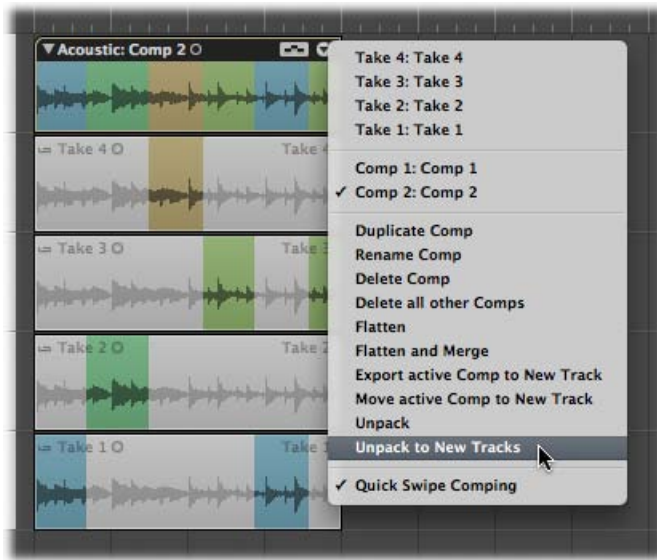 Acoustic: Comp 2
Take 4: Take 4
Take 3: Take 3
Take 2: Take 2
Take 1: Take 1
Comp 1: Comp 1
✓ Comp 2: Comp 2
Duplicate Comp
Rename Comp
Delete Comp
Delete all other Comps
Flatten
Flatten and Merge
Export active Comp to New Track
Move active Comp to New Track
Unpack
Unpack to New Tracks
✓ Quick Swipe Comping
Take 4 Take 4
Take 3 Take 3
Take 2 Take 2
Take 1 Take 1